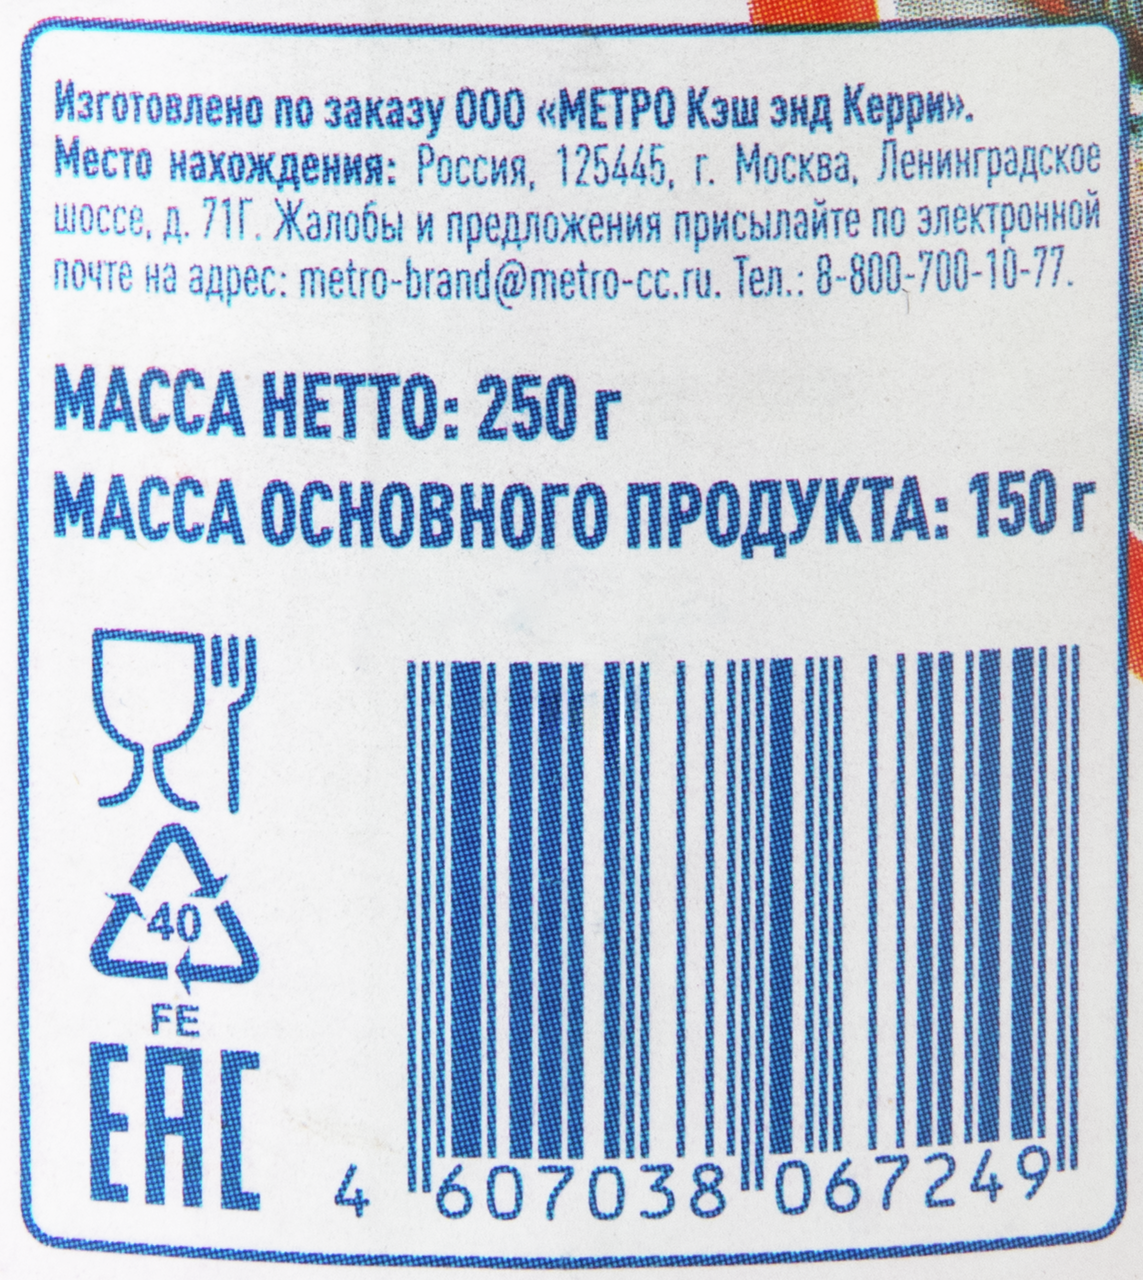 Изготовлено по заказу ООО «МЕТРО Кэш энд Керри».
Место нахождения: Россия, 125445, г. Москва, Ленинградское
шоссе, д. 71Г. Жалобы и предложения присылайте по электронной
почте на адрес: metro-brand@metro-cc.ru. Тел.: 8-800-700-10-77.
МАССА НЕТТО: 250 г
МАССА ОСНОВНОГО ПРОДУКТА: 150 г
40
FE
EAC
4 607038 067249